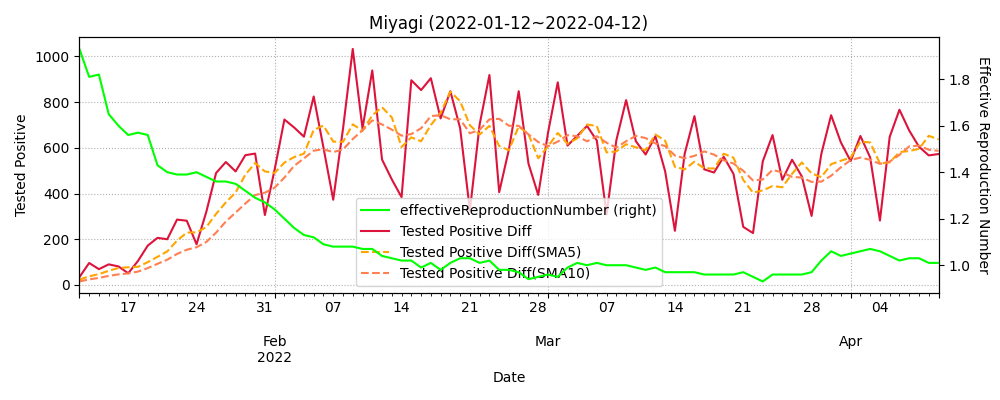 Miyagi (2022-01-12~2022-04-12)
Tested Positive
1000
800
600
400
200
0
1.8
1.6
1.4
1.2
1.0
Effective Reproduction Number
effectiveReproductionNumber (right)
Tested Positive Diff
Tested Positive Diff(SMA5)
Tested Positive Diff(SMA10)
17 24 31 07 14 21 28 07 14 21 28 04
Feb Mar Apr
2022
Date